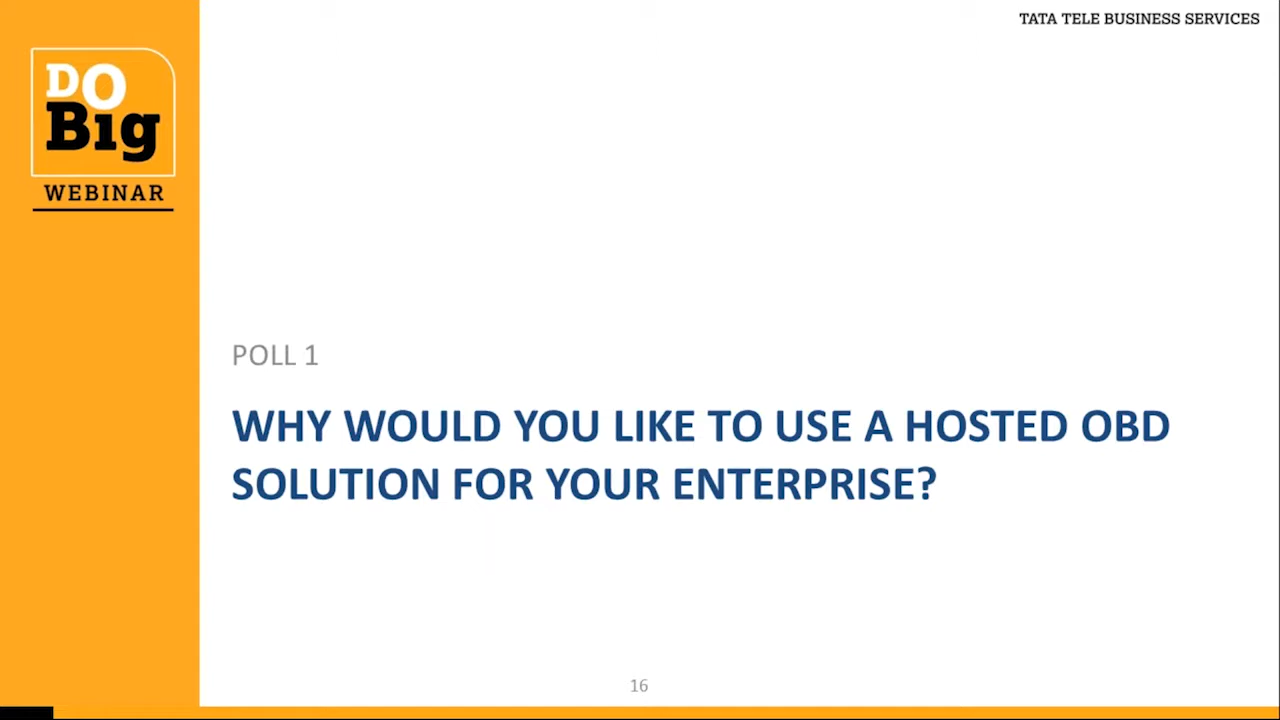 TATA TELE BUSINESS SERVICES
DO
Big
WEBINAR
POLL 1
WHY WOULD YOU LIKE TO USE A HOSTED OBD
SOLUTION FOR YOUR ENTERPRISE?
16